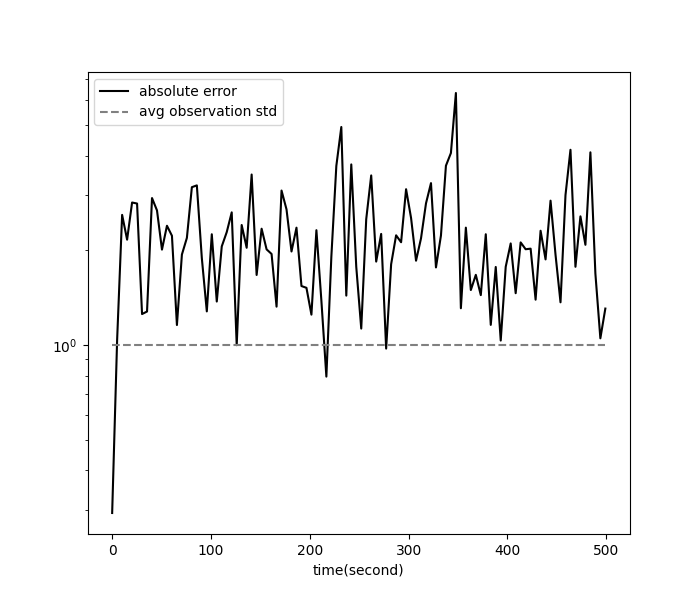 absolute error
avg observation std
10⁰
0 100 200 300 400 500
time(second)